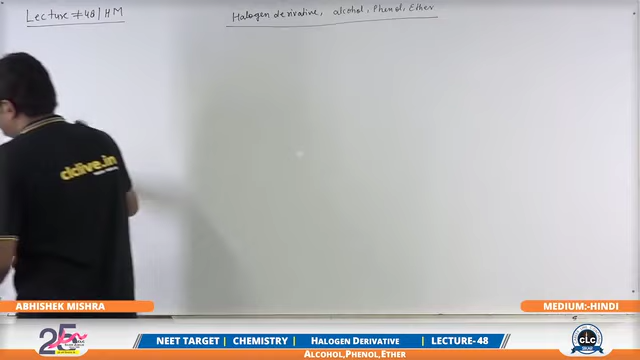 Lecture #48/HM
Halogen derivative, alcohol, Phenol, Ether
clclive.in
ABHISHEK MISHRA
MEDIUM:-HINDI
25
NEET TARGET | CHEMISTRY | HALOGEN DERIVATIVE | LECTURE-48
ALCOHOL,PHENOL,ETHER
CLC